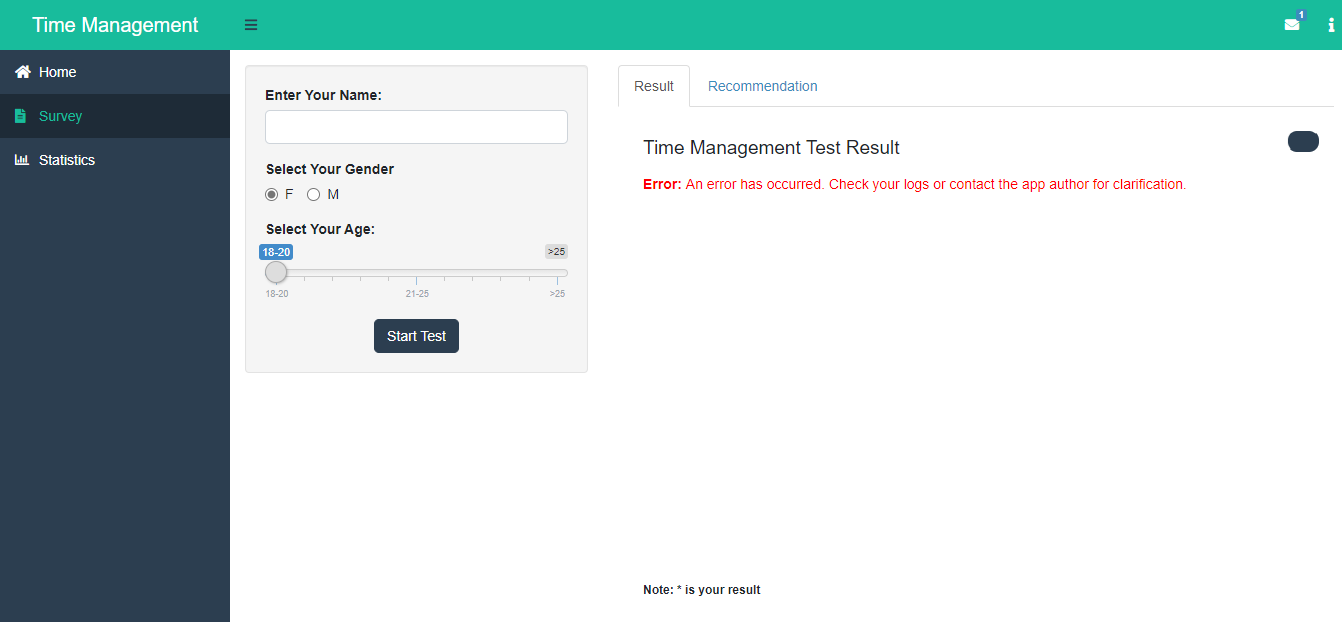 Time Management
1
Home
Survey
Statistics
Enter Your Name:
Select Your Gender
F M
Select Your Age:
18-20 >25
18-20 21-25 >25
Start Test
Result Recommendation
Time Management Test Result
Error: An error has occurred. Check your logs or contact the app author for clarification.
Note: * is your result